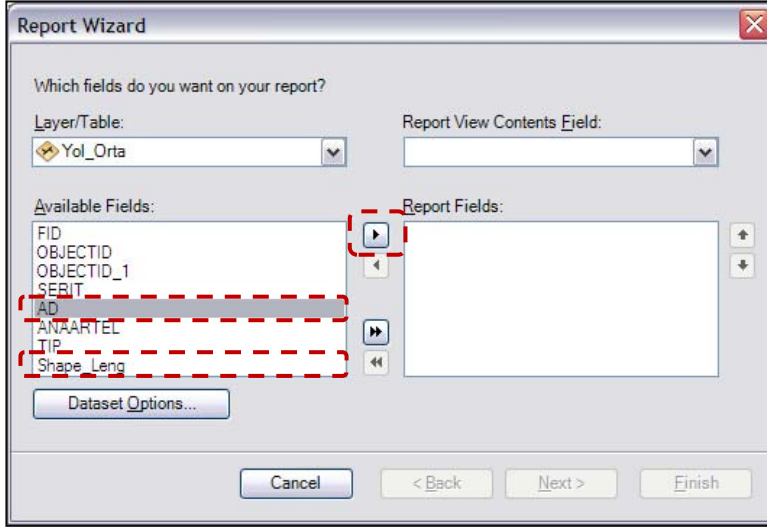 Report Wizard
Which fields do you want on your report?
Layer/Table:
Report View Contents Field:
Yol_Orta
Available Fields:
Report Fields:
FID
OBJECTID
OBJECTID_1
SERIT
AD
ANAARTEL
TIP
Shape_Leng
Dataset Options...
Cancel
< Back
Next >
Finish